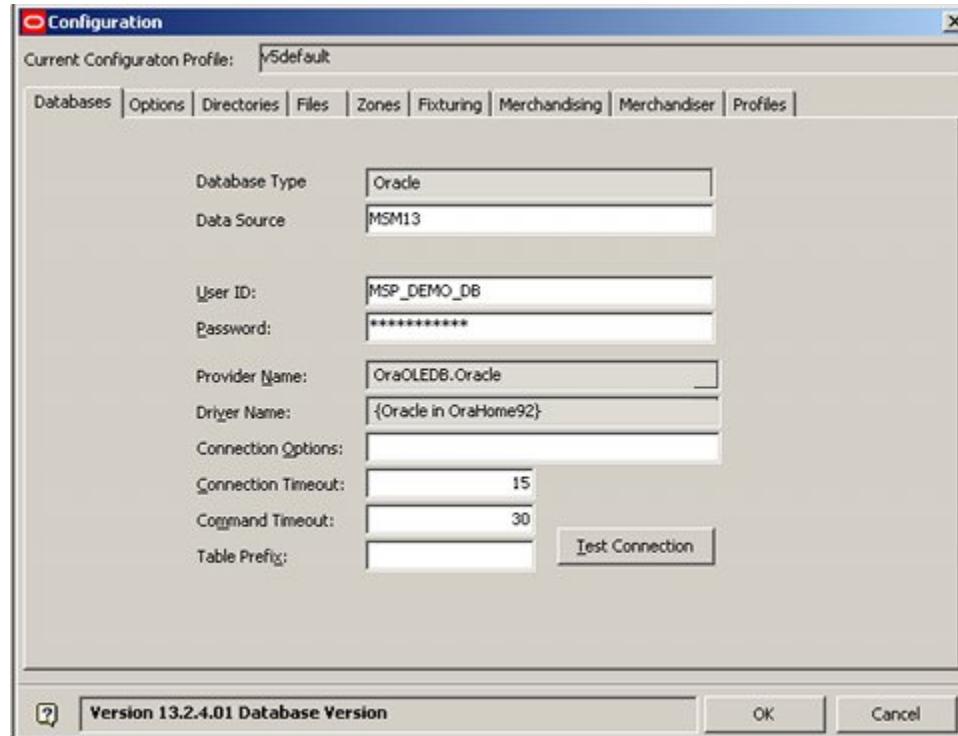 Configuration
Current Configuraton Profile: v5default
Databases Options Directories Files Zones Fixturing Merchandising Merchandiser Profiles
Database Type Oracle
Data Source MSM13
User ID: MSP_DEMO_DB
Password: ***********
Provider Name: OraOLEDB.Oracle
Driver Name: {Oracle in OraHome92}
Connection Options:
Connection Timeout: 15
Command Timeout: 30
Table Prefix: Test Connection
Version 13.2.4.01 Database Version OK Cancel